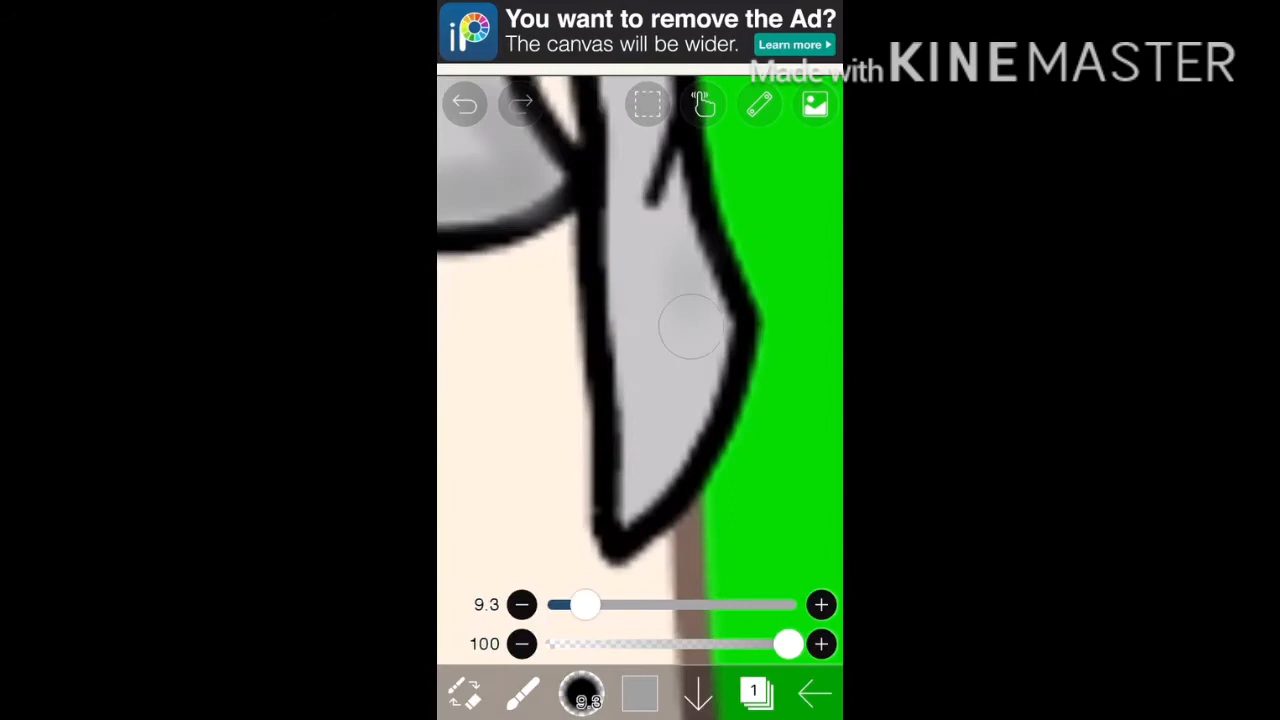 iP
You want to remove the Ad?
The canvas will be wider.
Learn more
Made with KINEMASTER
9.3
100
9.3
1